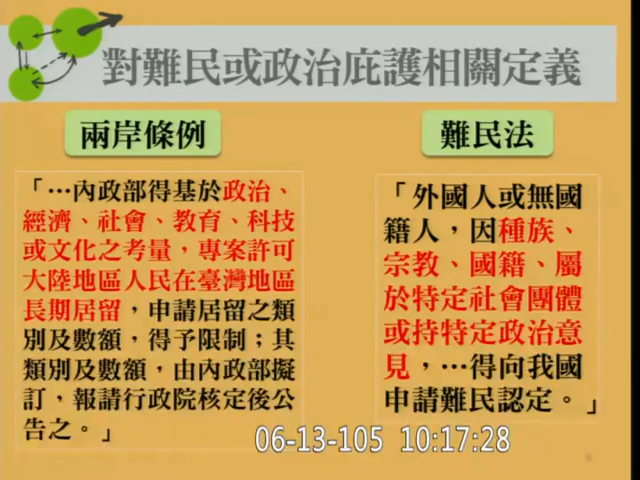 對難民或政治庇護相關定義
兩岸條例
「…內政部得基於政治、
經濟、社會、教育、科技
或文化之考量，專案許可
大陸地區人民在臺灣地區
長期居留，申請居留之類
別及數額，得予限制；其
類別及數額，由內政部擬
訂，報請行政院核定後公
告之。」
難民法
「外國人或無國
籍人，因種族、
宗教、國籍、屬
於特定社會團體
或持特定政治意
見，…得向我國
申請難民認定。」
06-13-105 10:17:28